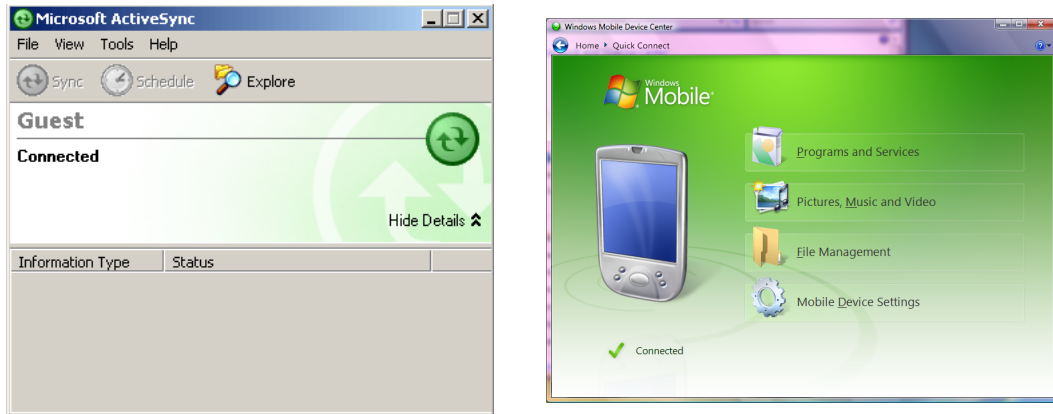 Microsoft ActiveSync
File View Tools Help
Sync Schedule Explore
Guest
Connected
Hide Details
Information Type Status
Windows Mobile Device Center
Home Quick Connect
Windows
Mobile
Programs and Services
Pictures, Music and Video
File Management
Mobile Device Settings
Connected